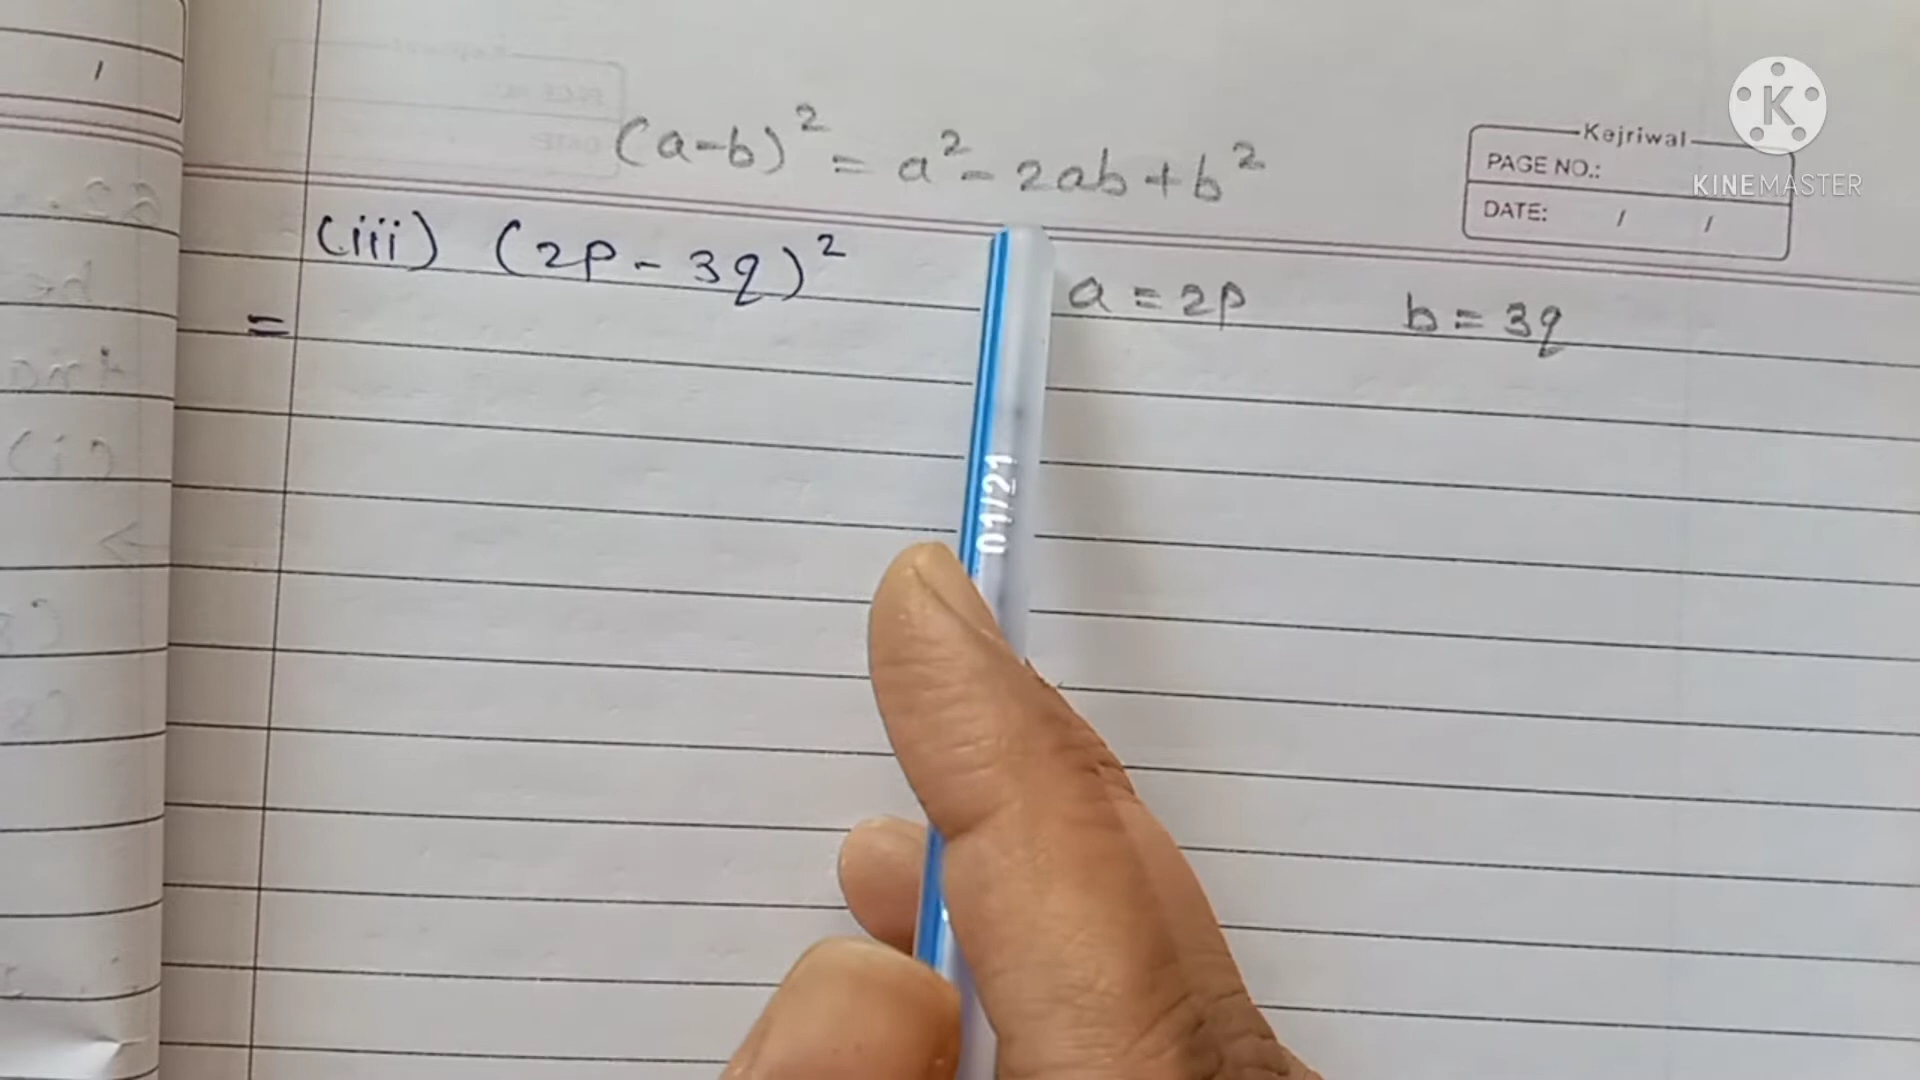 (a-b)² = a² - 2ab + b²
Kejriwal
PAGE NO.:
DATE: / /
KINEMASTER
(iii) (2p - 3q)²
a = 2p b = 3q
=
01/21